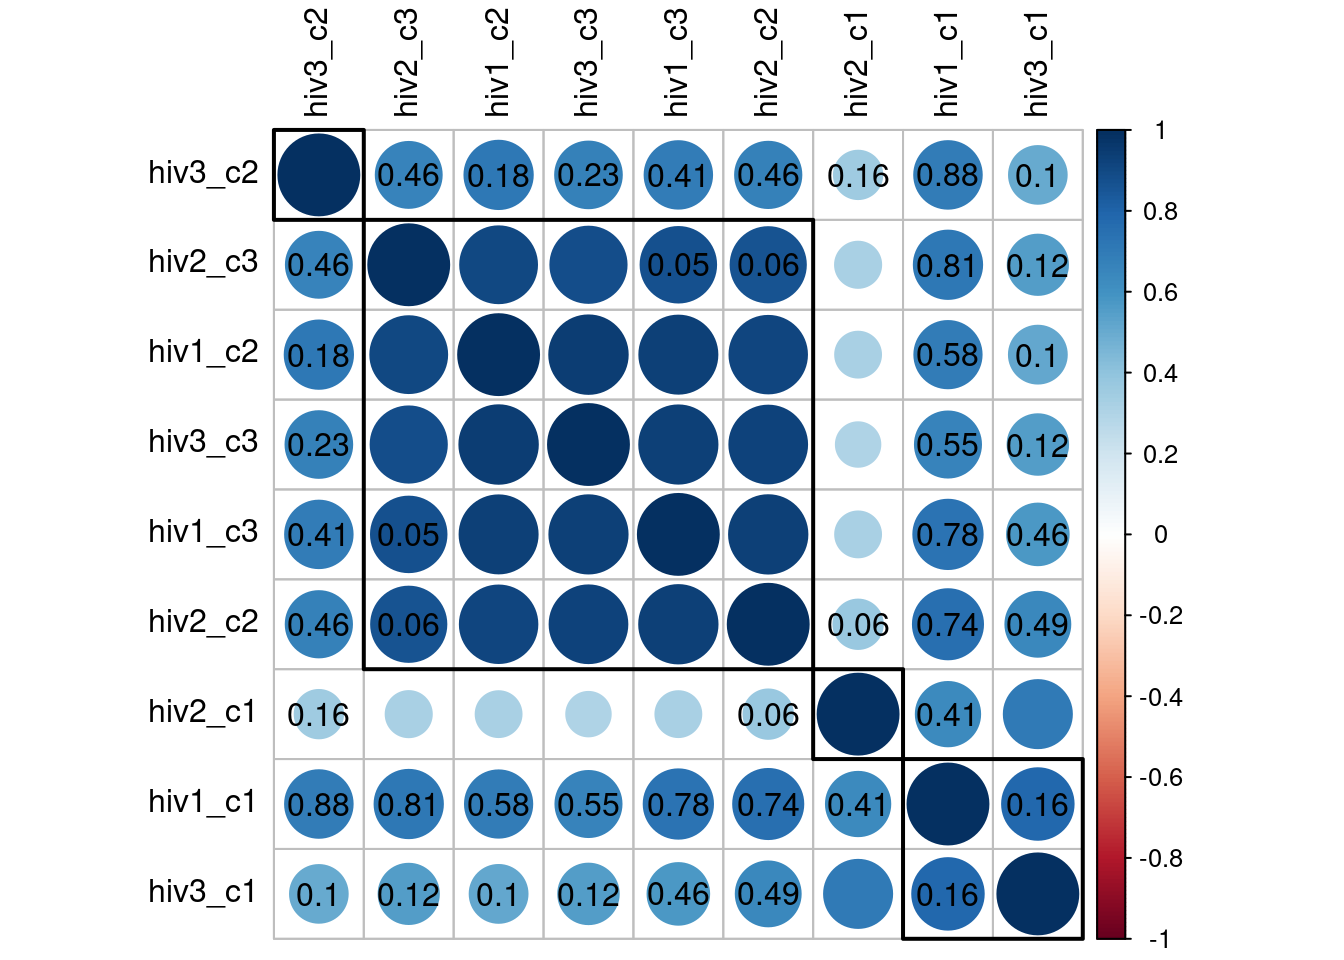 hiv3_c2 hiv2_c3 hiv1_c2 hiv3_c3 hiv1_c3 hiv2_c2 hiv2_c1 hiv1_c1 hiv3_c1
hiv3_c2 0.46 0.18 0.23 0.41 0.46 0.16 0.88 0.1
hiv2_c3 0.46 0.05 0.06 0.81 0.12
hiv1_c2 0.18 0.58 0.1
hiv3_c3 0.23 0.55 0.12
hiv1_c3 0.41 0.05 0.78 0.46
hiv2_c2 0.46 0.06 0.06 0.74 0.49
hiv2_c1 0.16 0.06 0.41
hiv1_c1 0.88 0.81 0.58 0.55 0.78 0.74 0.41 0.16
hiv3_c1 0.1 0.12 0.1 0.12 0.46 0.49 0.16
1
0.8
0.6
0.4
0.2
0
-0.2
-0.4
-0.6
-0.8
-1